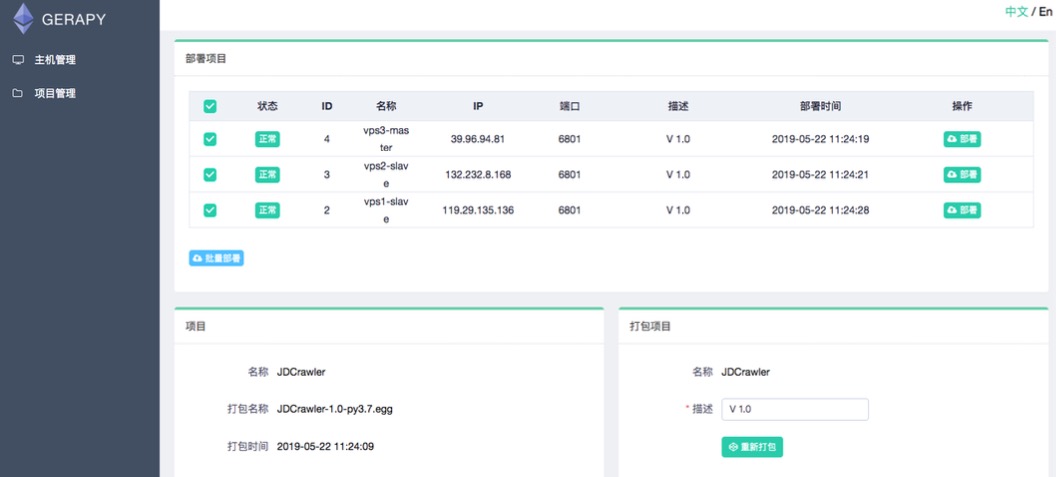 GERAPY
中文 / En
主机管理
项目管理
部署项目
状态 ID 名称 IP 端口 描述 部署时间 操作
正常 4 vps3-mas
ter 39.96.94.81 6801 V 1.0 2019-05-22 11:24:19 部署
正常 3 vps2-slav
e 132.232.8.168 6801 V 1.0 2019-05-22 11:24:21 部署
正常 2 vps1-slav
e 119.29.135.136 6801 V 1.0 2019-05-22 11:24:28 部署
批量部署
项目
名称 JDCrawler
打包名称 JDCrawler-1.0-py3.7.egg
打包时间 2019-05-22 11:24:09
打包项目
名称 JDCrawler
* 描述 V 1.0
重新打包